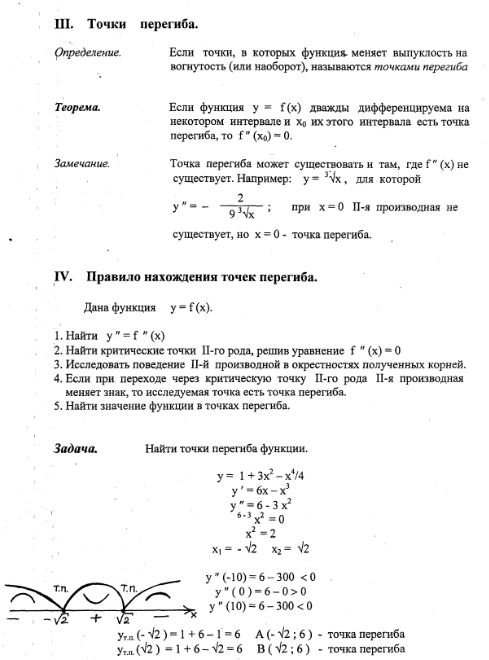 III. Точки перегиба.
Определение. Если точки, в которых функция меняет выпуклость на
вогнутость (или наоборот), называются точками перегиба
Теорема. Если функция y = f (x) дважды дифференцируема на
некотором интервале и x₀ их этого интервала есть точка
перегиба, то f " (x₀) = 0.
Замечание. Точка перегиба может существовать и там, где f " (x) не
существует. Например: y = ³√x , для которой
y " = – 2 / 9 ³√x ; при x = 0 II-я производная не
существует, но x = 0 - точка перегиба.
IV. Правило нахождения точек перегиба.
Дана функция y = f (x).
1. Найти y " = f " (x)
2. Найти критические точки II-го рода, решив уравнение f " (x) = 0
3. Исследовать поведение II-й производной в окрестностях полученных корней.
4. Если при переходе через критическую точку II-го рода II-я производная
меняет знак, то исследуемая точка есть точка перегиба.
5. Найти значение функции в точках перегиба.
Задача. Найти точки перегиба функции.
y = 1 + 3x² – x⁴/4
y ' = 6x – x³
y " = 6 - 3 x²
6 - 3 x² = 0
x² = 2
x₁ = - √2 x₂ = √2
y " (-10) = 6 – 300 < 0
y " ( 0 ) = 6 – 0 > 0
y " (10) = 6 – 300 < 0
т.п. т.п.
– -√2 + √2 – x
yт.п. (- √2 ) = 1 + 6 – 1 = 6 A (- √2 ; 6 ) - точка перегиба
yт.п. (√2 ) = 1 + 6 – √2 = 6 B ( √2 ; 6 ) - точка перегиба